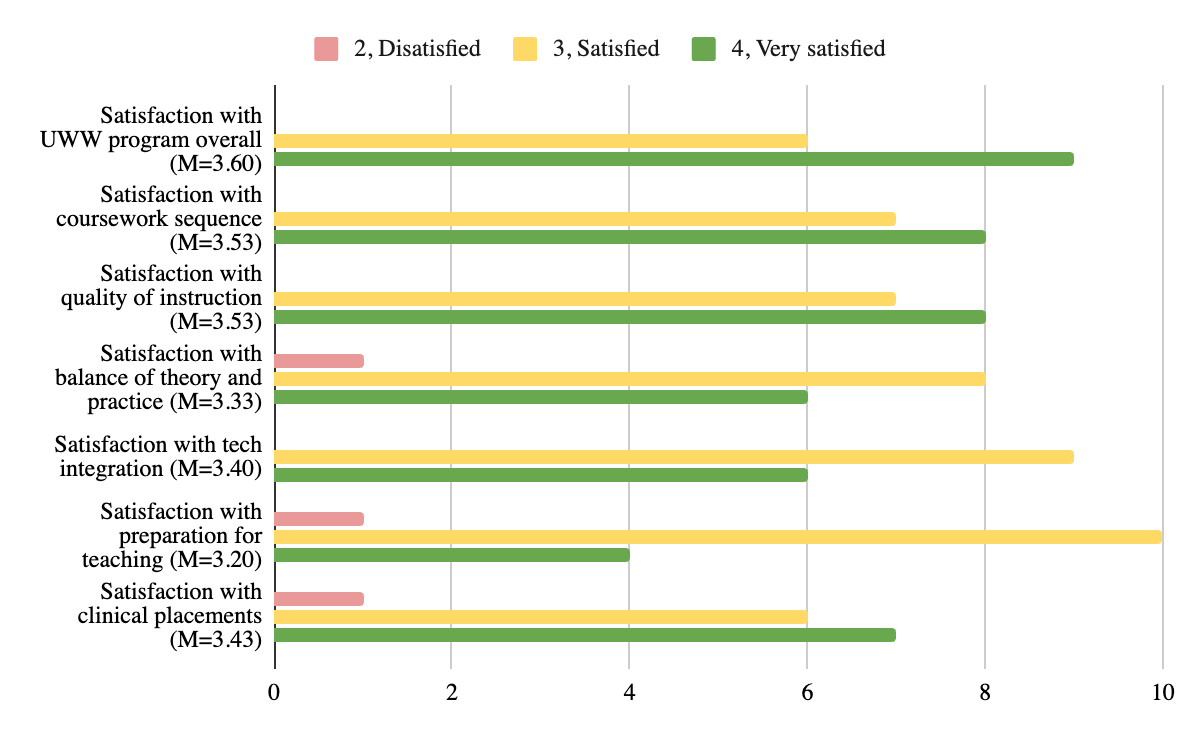 2, Disatisfied 3, Satisfied 4, Very satisfied
Satisfaction with
UWW program overall
(M=3.60)
Satisfaction with
coursework sequence
(M=3.53)
Satisfaction with
quality of instruction
(M=3.53)
Satisfaction with
balance of theory and
practice (M=3.33)
Satisfaction with tech
integration (M=3.40)
Satisfaction with
preparation for
teaching (M=3.20)
Satisfaction with
clinical placements
(M=3.43)
0 2 4 6 8 10